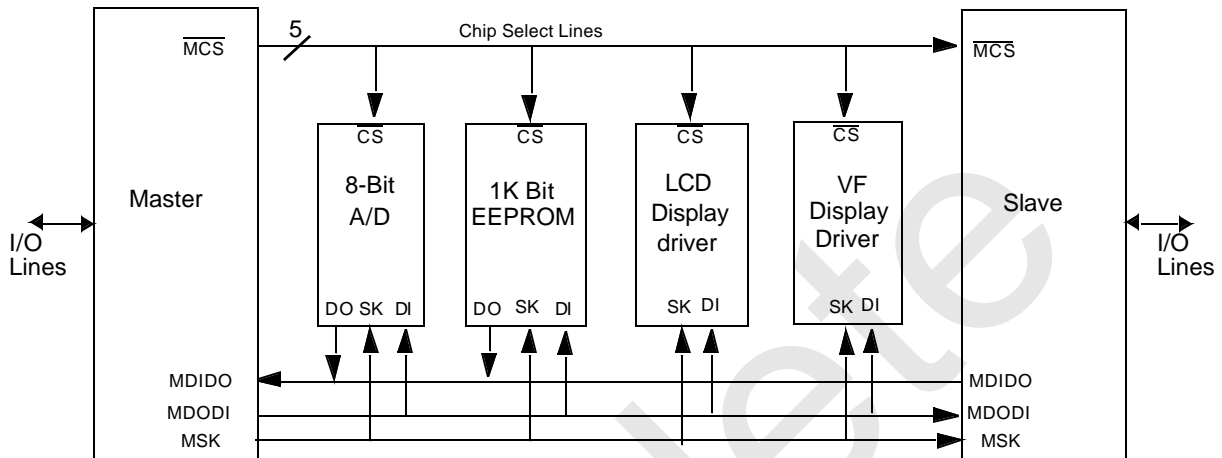 5
Chip Select Lines
MCS
MCS
CS
CS
CS
CS
Master
8-Bit
A/D
1K Bit
EEPROM
LCD
Display
driver
VF
Display
Driver
Slave
I/O
Lines
I/O
Lines
DO SK DI
DO SK DI
SK DI
SK DI
MDIDO
MDIDO
MDODI
MDODI
MSK
MSK
lete